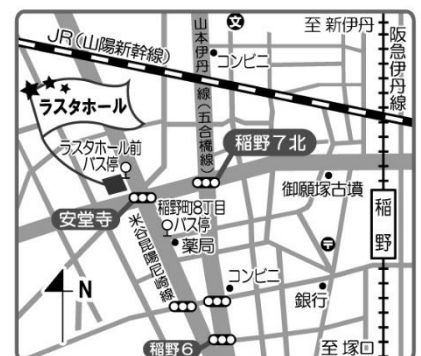 至新伊丹
JR(山陽新幹線)
山本伊丹線(五合橋線)
コンビニ
阪急伊丹線
ラスタホール
稲野7北
ラスタホール前
バス停
御願塚古墳
稲野
安堂寺
稲野町8丁目
バス停
薬局
米谷昆陽尼崎線
コンビニ
銀行
N
稲野6
至塚口